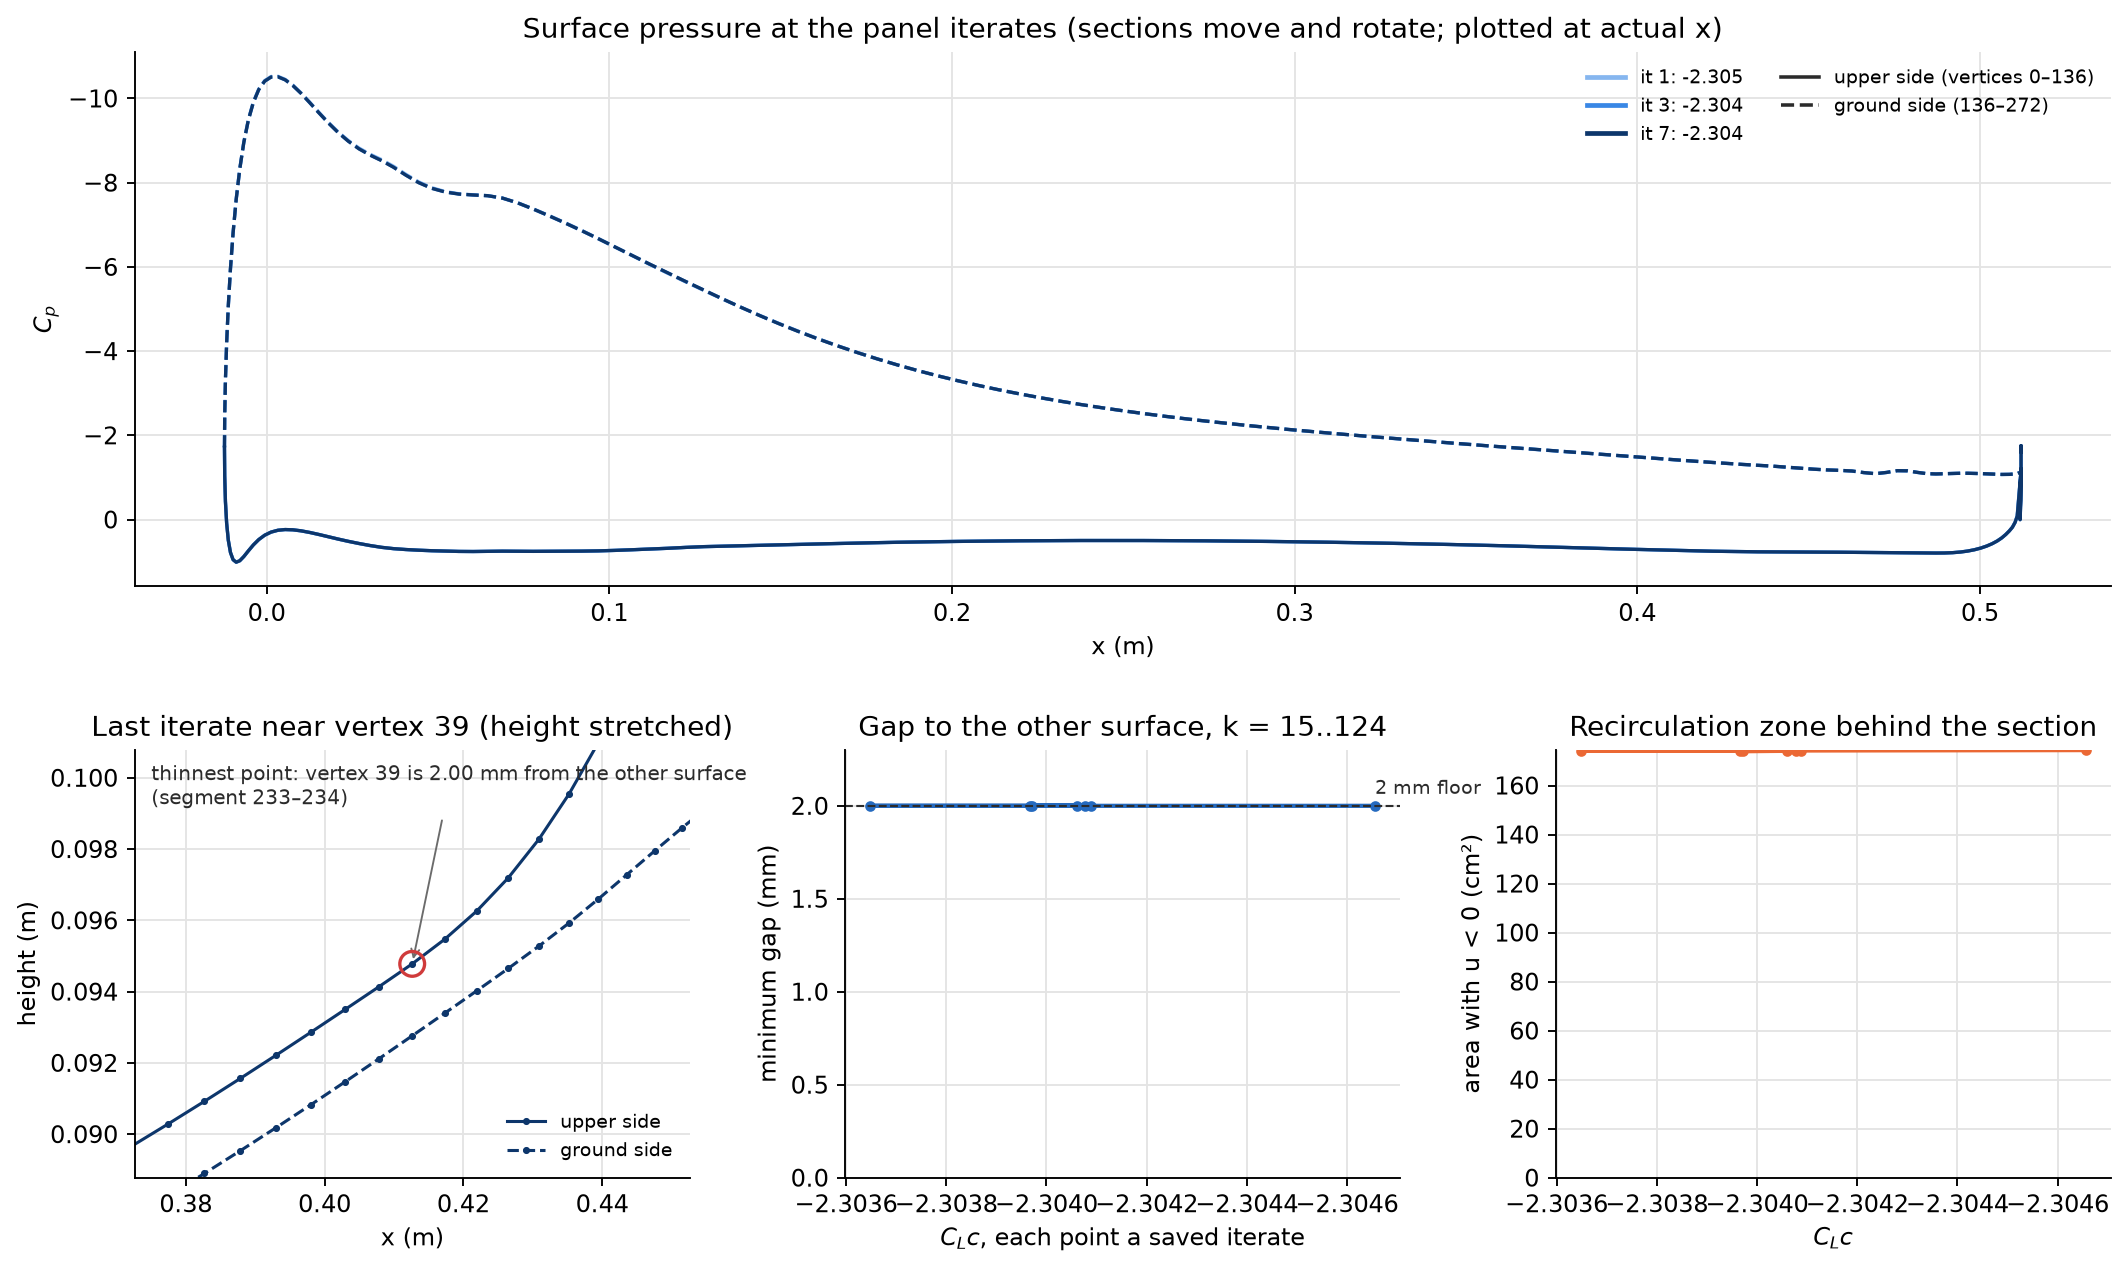 Surface pressure at the panel iterates (sections move and rotate; plotted at actual x)
−10
−8
−6
−4
−2
0
C_p
it 1: -2.305
it 3: -2.304
it 7: -2.304
upper side (vertices 0–136)
ground side (136–272)
0.0
0.1
0.2
0.3
0.4
0.5
x (m)
Last iterate near vertex 39 (height stretched)
thinnest point: vertex 39 is 2.00 mm from the other surface
(segment 233–234)
0.100
0.098
0.096
0.094
0.092
0.090
height (m)
upper side
ground side
0.38
0.40
0.42
0.44
x (m)
Gap to the other surface, k = 15..124
2 mm floor
2.0
1.5
1.0
0.5
0.0
minimum gap (mm)
−2.3036
−2.3038
−2.3040
−2.3042
−2.3044
−2.3046
C_Lc, each point a saved iterate
Recirculation zone behind the section
160
140
120
100
80
60
40
20
0
area with u < 0 (cm²)
−2.3036
−2.3038
−2.3040
−2.3042
−2.3044
−2.3046
C_Lc